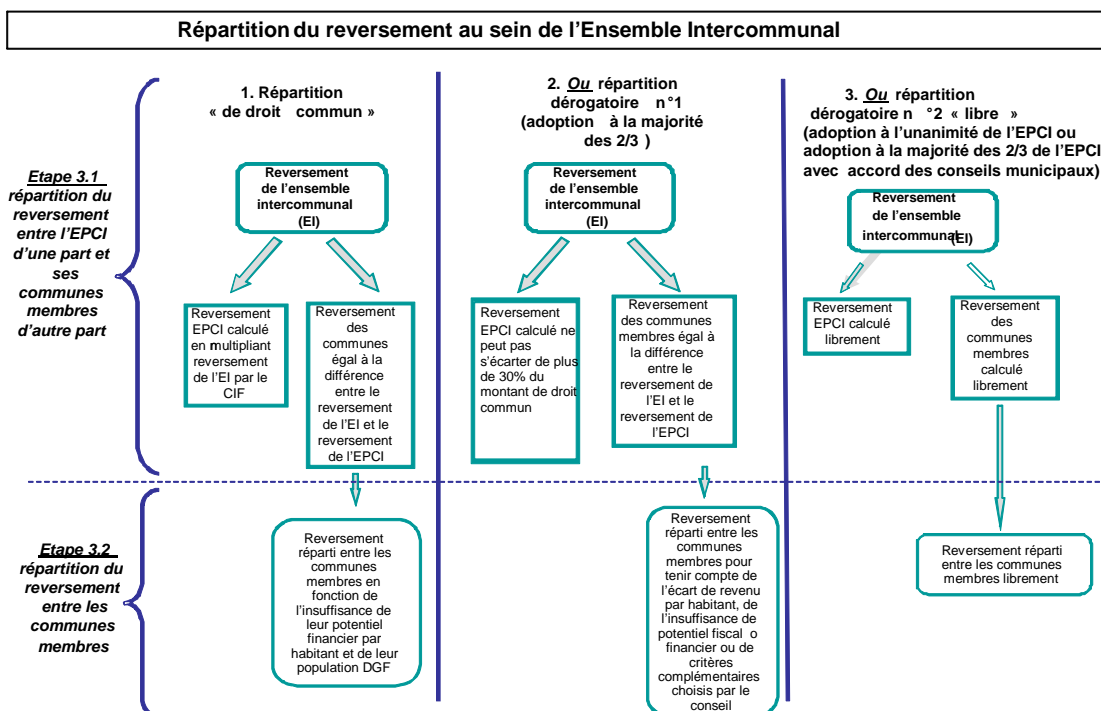 Répartition du reversement au sein de l'Ensemble Intercommunal
1. Répartition
« de droit commun »
2. Ou répartition
dérogatoire n°1
(adoption à la majorité
des 2/3 )
3. Ou répartition
dérogatoire n °2 « libre »
(adoption à l'unanimité de l'EPCI ou
adoption à la majorité des 2/3 de l'EPCI
avec accord des conseils municipaux)
Etape 3.1
répartition du
reversement
entre l'EPCI
d'une part et
ses
communes
membres
d'autre part
Reversement
de l'ensemble
intercommunal
(EI)
Reversement
EPCI calculé
en multipliant
reversement
de l'EI par le
CIF
Reversement
des
communes
égal à la
différence
entre le
reversement
de l'EI et le
reversement
de l'EPCI
Reversement
de l'ensemble
intercommunal
(EI)
Reversement
EPCI calculé ne
peut pas
s'écarter de plus
de 30% du
montant de droit
commun
Reversement
des communes
membres égal à
la différence
entre le
reversement de
l'EI et le
reversement de
l'EPCI
Reversement
de l'ensemble
intercommunal (EI)
Reversement
EPCI calculé
librement
Reversement
des
communes
membres
calculé
librement
Etape 3.2
répartition du
reversement
entre les
communes
membres
Reversement
réparti entre les
communes
membres en
fonction de
l'insuffisance de
leur potentiel
financier par
habitant et de leur
population DGF
Reversement
réparti entre les
communes
membres pour
tenir compte de
l'écart de revenu
par habitant, de
l'insuffisance de
potentiel fiscal o
financier ou de
critères
complémentaires
choisis par le
conseil
Reversement réparti
entre les communes
membres librement